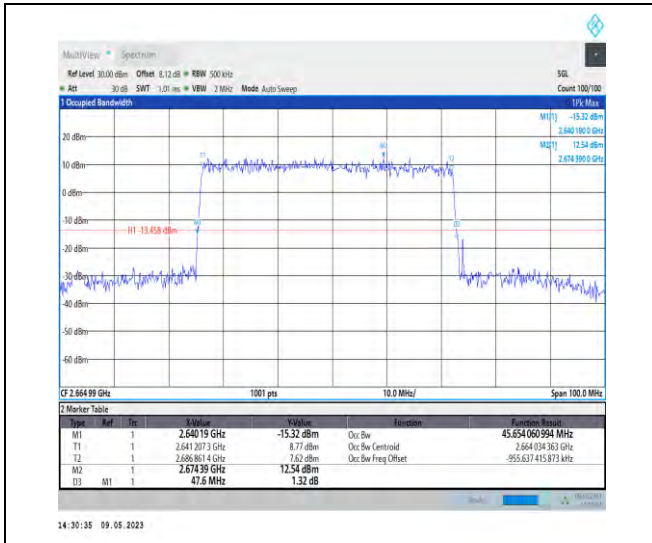 MultiView Spectrum
Ref Level 30.00 dBm Offset 8.12 dB RBW 500 kHz SGL
Att 30 dB SWT 1.01 ms VBW 2 MHz Mode Auto Sweep Count 100/100
1 Occupied Bandwidth 1Pk Max
M1[1] -15.32 dBm
2.640 190 0 GHz
M2[1] 12.54 dBm
2.674 390 0 GHz
20 dBm
T1 M2 T2
10 dBm
0 dBm
-10 dBm
M1 D3
H1 -13.458 dBm
-20 dBm
-30 dBm
-40 dBm
-50 dBm
-60 dBm
CF 2.664 99 GHz 1001 pts 10.0 MHz/ Span 100.0 MHz
2 Marker Table
Type Ref Trc X-Value Y-Value Function Function Result
M1 1 2.64019 GHz -15.32 dBm Occ Bw 45.654 060 994 MHz
T1 1 2.641 207 3 GHz 8.77 dBm Occ Bw Centroid 2.664 034 363 GHz
T2 1 2.686 861 4 GHz 7.62 dBm Occ Bw Freq Offset -955.637 415 873 kHz
M2 1 2.674 39 GHz 12.54 dBm
D3 M1 1 47.6 MHz 1.32 dB
14:30:35 09.05.2023